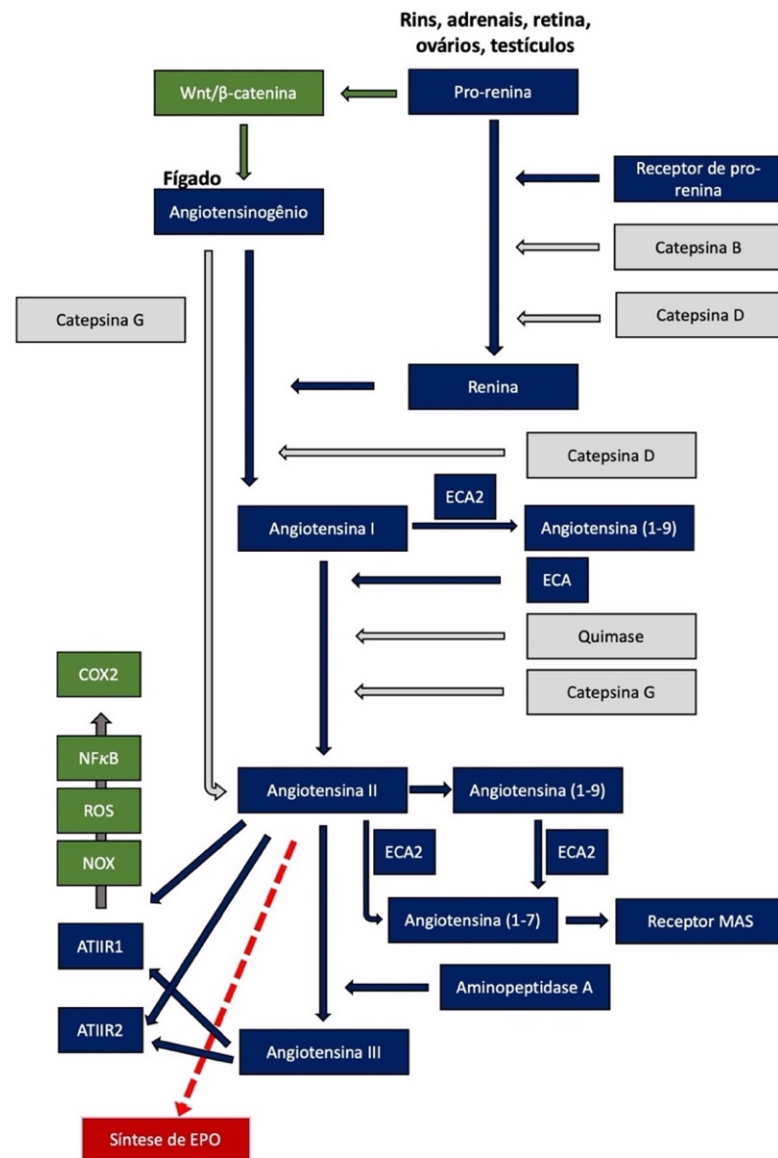 Rins, adrenais, retina,
ovários, testículos
Wnt/β-catenina
Pro-renina
Fígado
Receptor de pro-
renina
Angiotensinogênio
Catepsina B
Catepsina G
Catepsina D
Renina
Catepsina D
ECA2
Angiotensina I
Angiotensina (1-9)
ECA
Quimase
COX2
Catepsina G
NFκB
Angiotensina II
Angiotensina (1-9)
ROS
ECA2
ECA2
NOX
Angiotensina (1-7)
Receptor MAS
ATIIR1
Aminopeptidase A
ATIIR2
Angiotensina III
Síntese de EPO